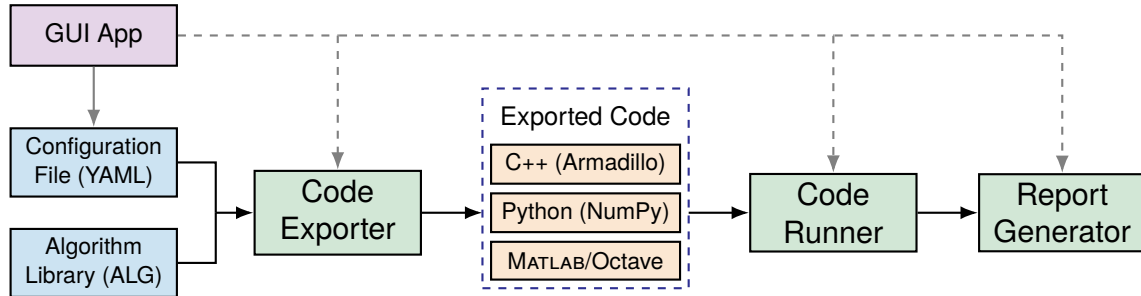 GUI App
Configuration
File (YAML)
Algorithm
Library (ALG)
Code
Exporter
Exported Code
C++ (Armadillo)
Python (NumPy)
MATLAB/Octave
Code
Runner
Report
Generator